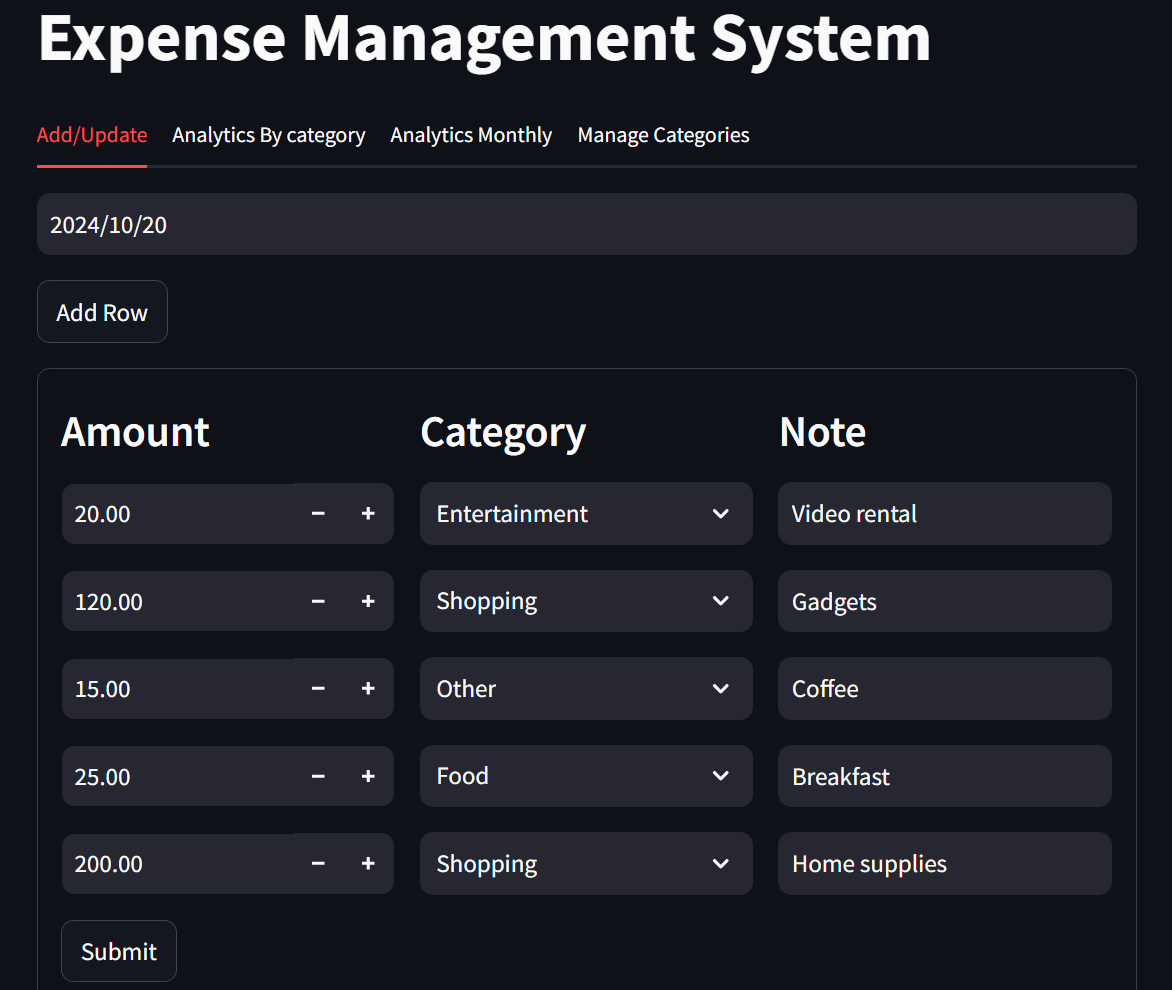 Expense Management System
Add/Update Analytics By category Analytics Monthly Manage Categories
2024/10/20
Add Row
Amount Category Note
20.00 − + Entertainment Video rental
120.00 − + Shopping Gadgets
15.00 − + Other Coffee
25.00 − + Food Breakfast
200.00 − + Shopping Home supplies
Submit